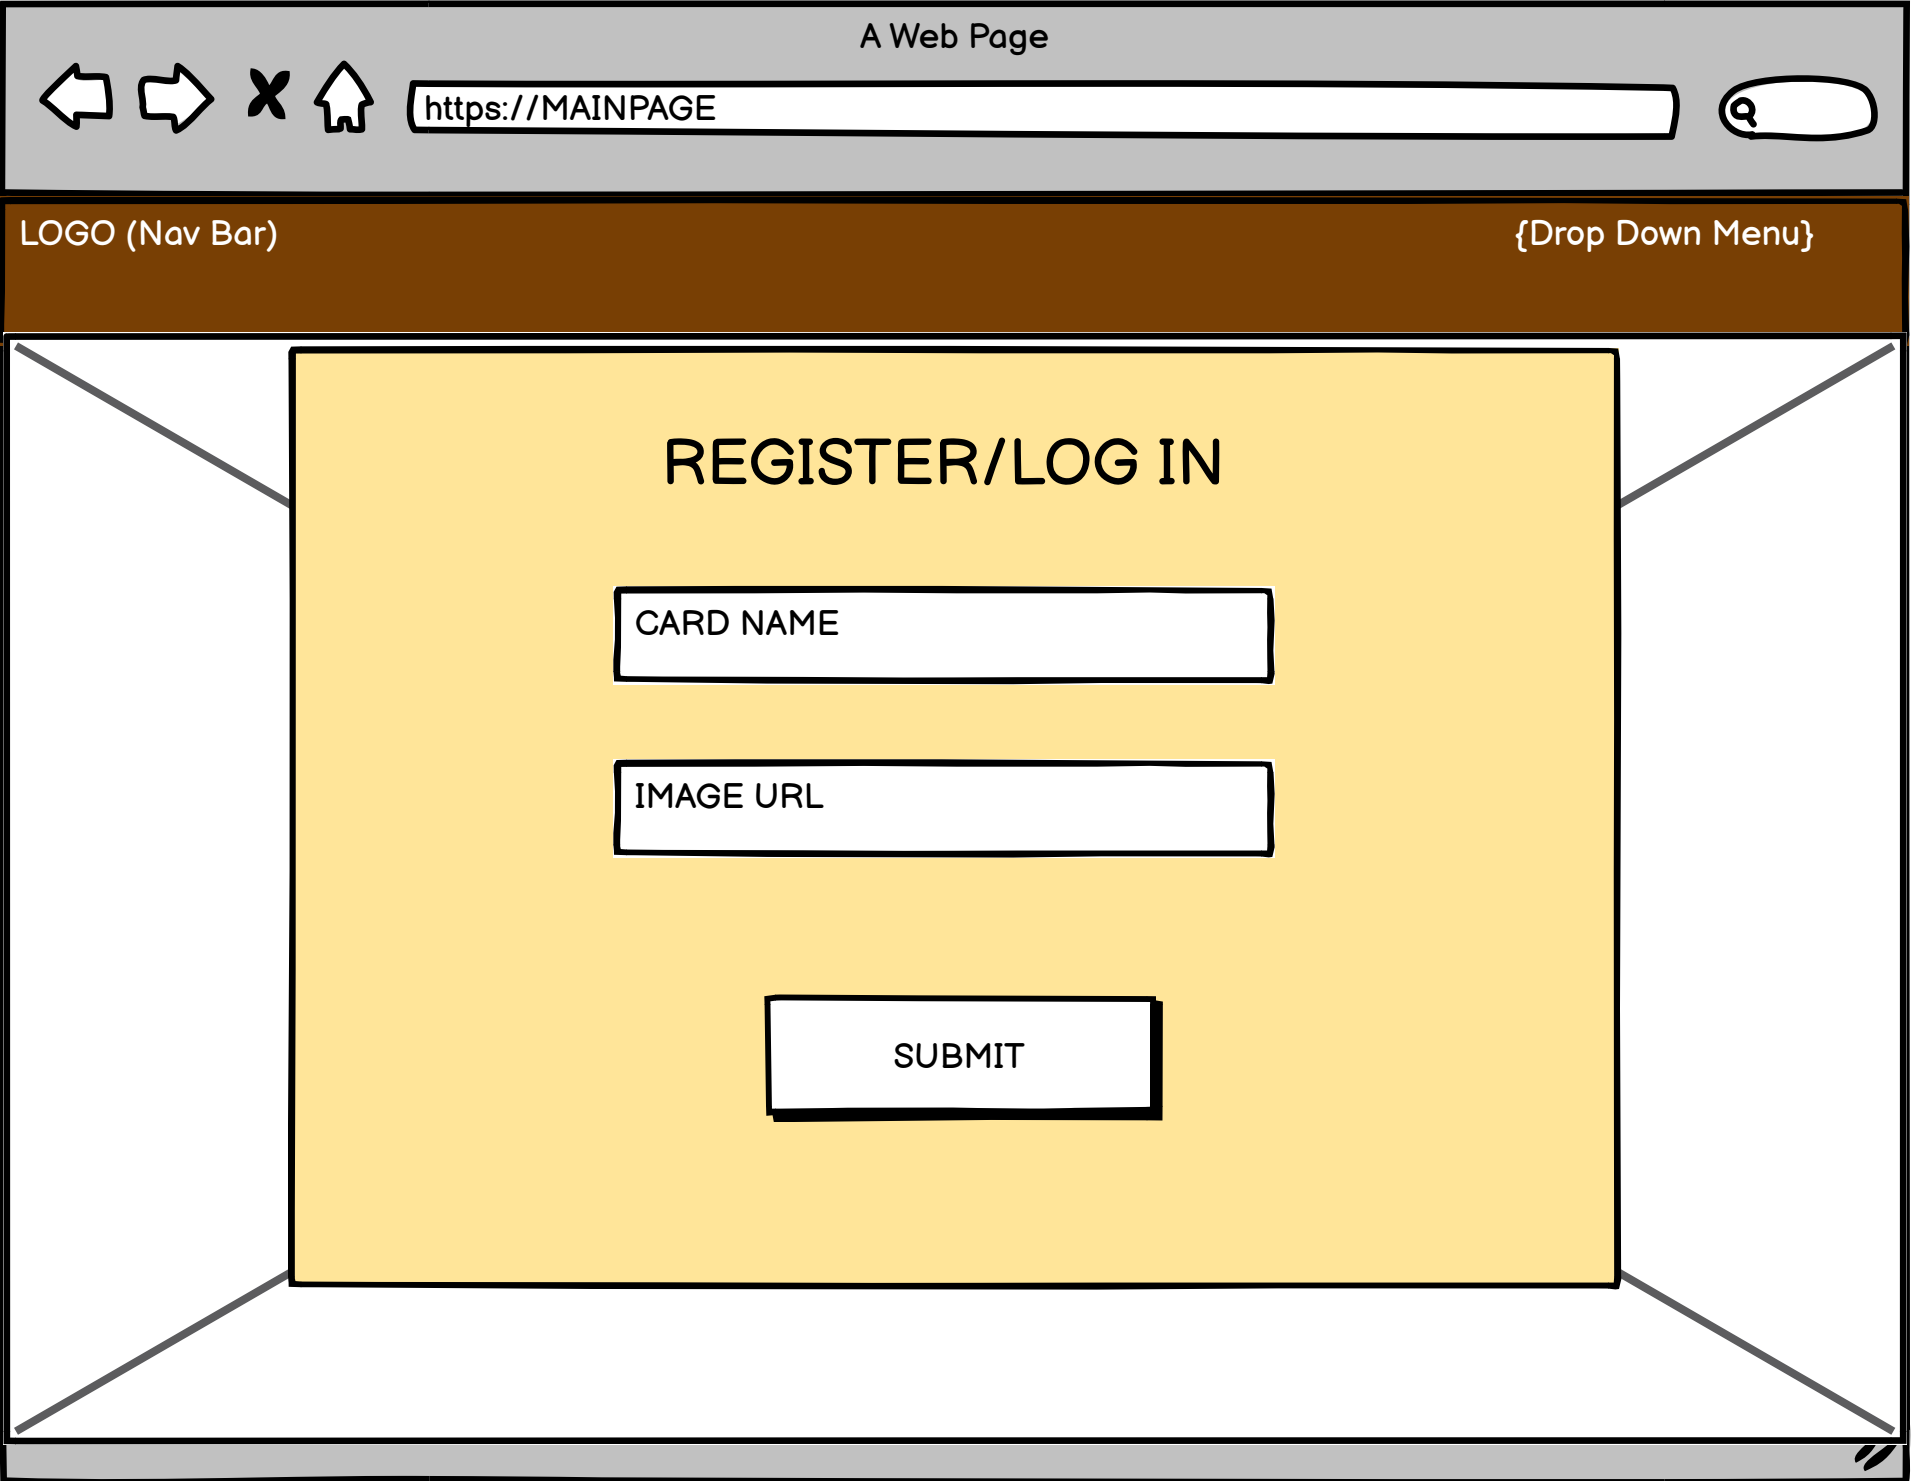 A Web Page
https://MAINPAGE
LOGO (Nav Bar)
{Drop Down Menu}
REGISTER/LOG IN
CARD NAME
IMAGE URL
SUBMIT